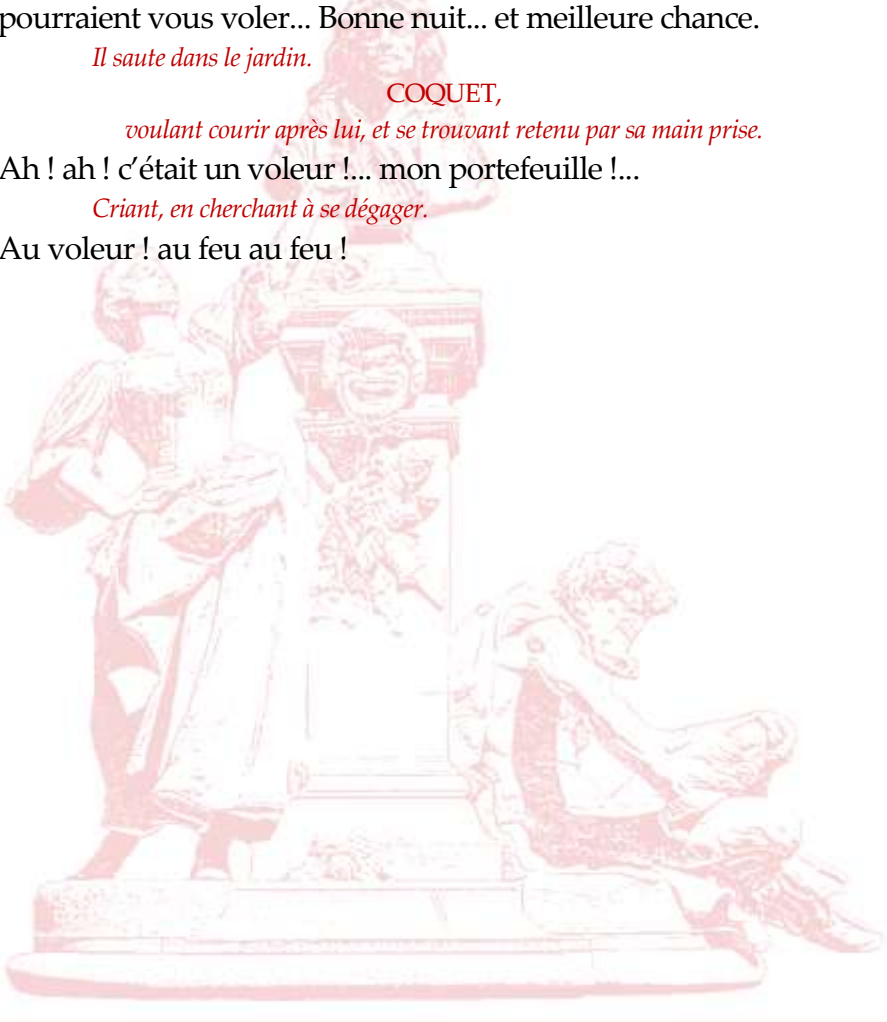 pourraient vous voler... Bonne nuit... et meilleure chance.
Il saute dans le jardin.
COQUET,
voulant courir après lui, et se trouvant retenu par sa main prise.
Ah ! ah ! c’était un voleur !... mon portefeuille !...
Criant, en cherchant à se dégager.
Au voleur ! au feu au feu !